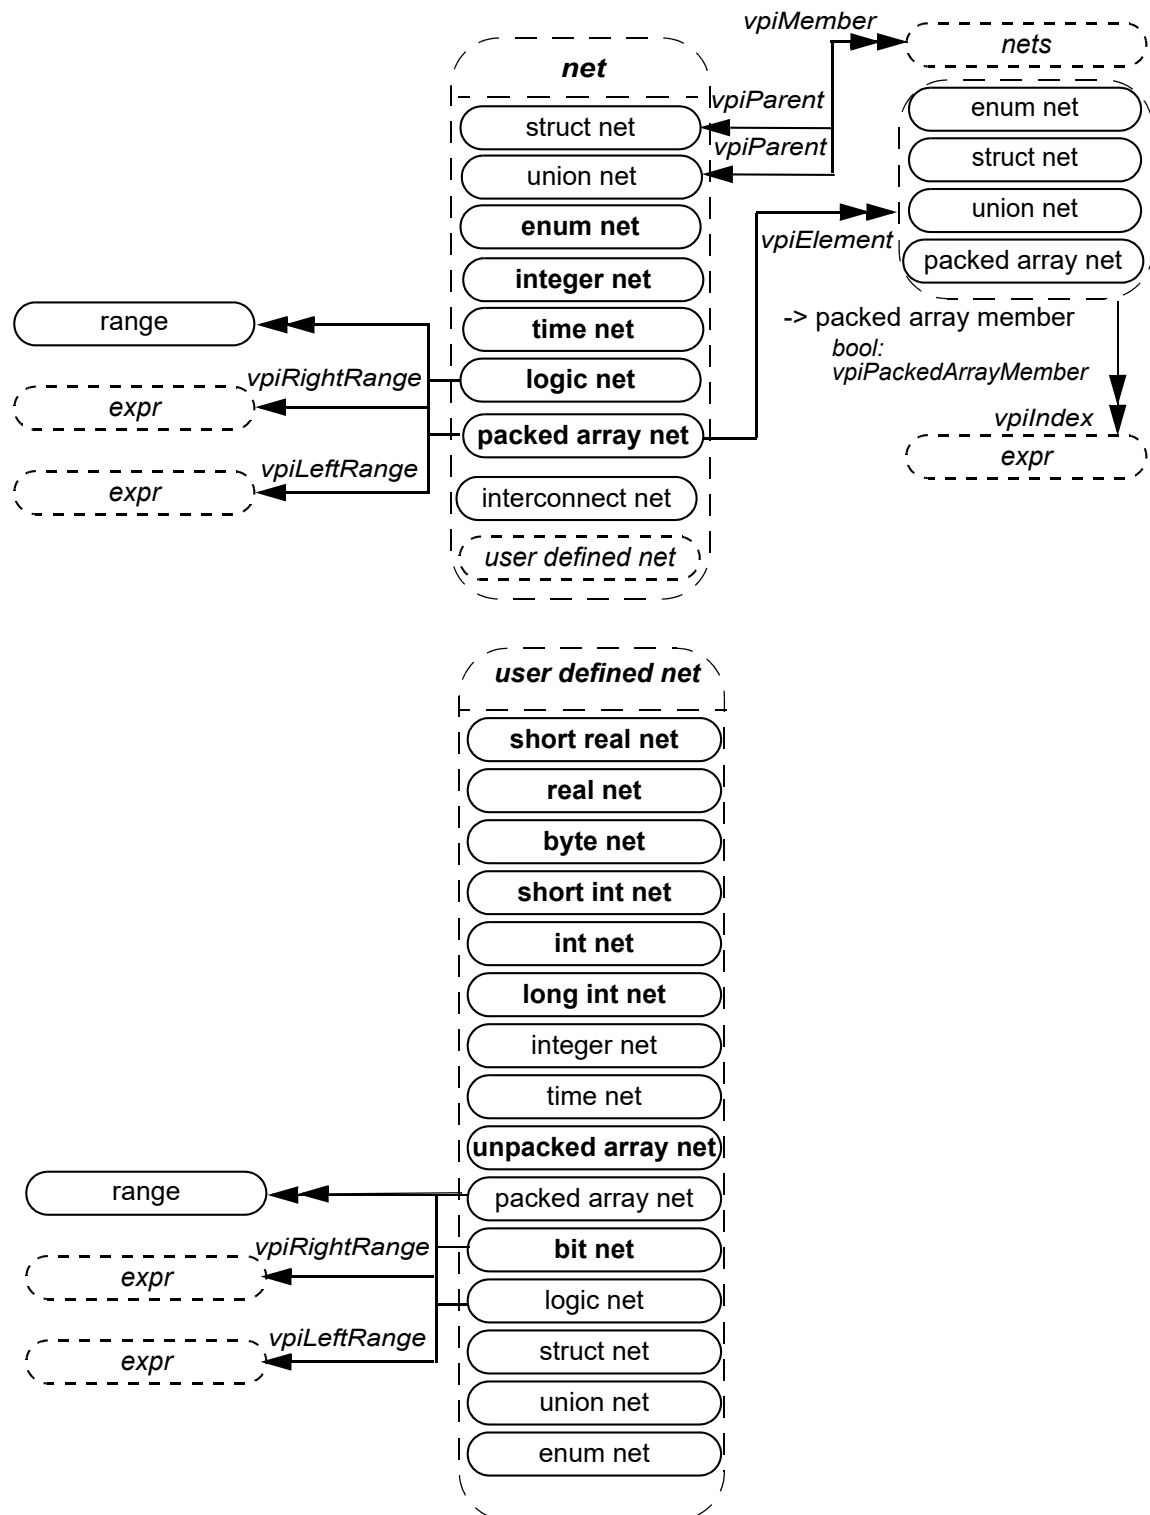 vpiMember
nets
net
vpiParent
struct net
enum net
vpiParent
union net
struct net
enum net
union net
vpiElement
integer net
packed array net
range
time net
-> packed array member
bool:
vpiPackedArrayMember
vpiRightRange
logic net
expr
vpiIndex
packed array net
expr
vpiLeftRange
expr
interconnect net
user defined net
user defined net
short real net
real net
byte net
short int net
int net
long int net
integer net
time net
unpacked array net
range
packed array net
vpiRightRange
bit net
expr
logic net
vpiLeftRange
expr
struct net
union net
enum net